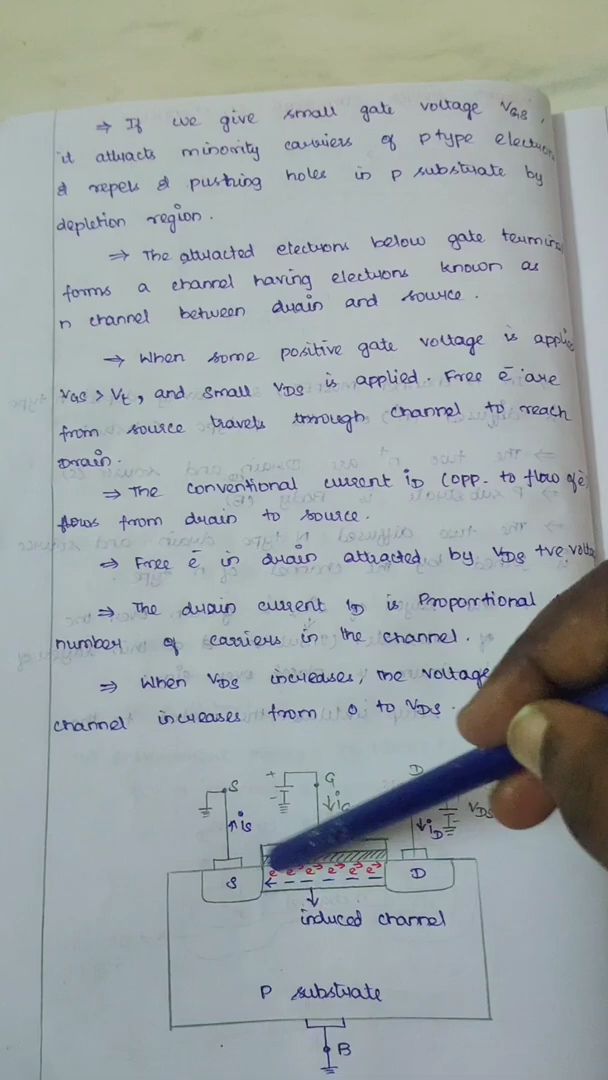 ⇒ If we give small gate voltage VGS,
it attracts minority carriers of P type electrons
& repels & pushing holes in P substrate by
depletion region.
⇒ The attracted electrons below gate terminal
forms a channel having electrons known as
n channel between drain and source.
→ When some positive gate voltage is applied
VGS > Vt, and small VDS is applied. Free ē are
from source travels through channel to reach
Drain.
⇒ The conventional current iD (opp. to flow of ē
flows from drain to source.
⇒ Free ē in drain attracted by VDS +ve
⇒ The drain current ID is Proportional
number of carriers in the channel.
⇒ When VDS increases, the voltage
channel increases from 0 to VDS.
S + G D
- ↓ iG
↑ iS ↓ iD - VDS
e→ e→ e→ e→ e→
S D
induced channel
P substrate
B